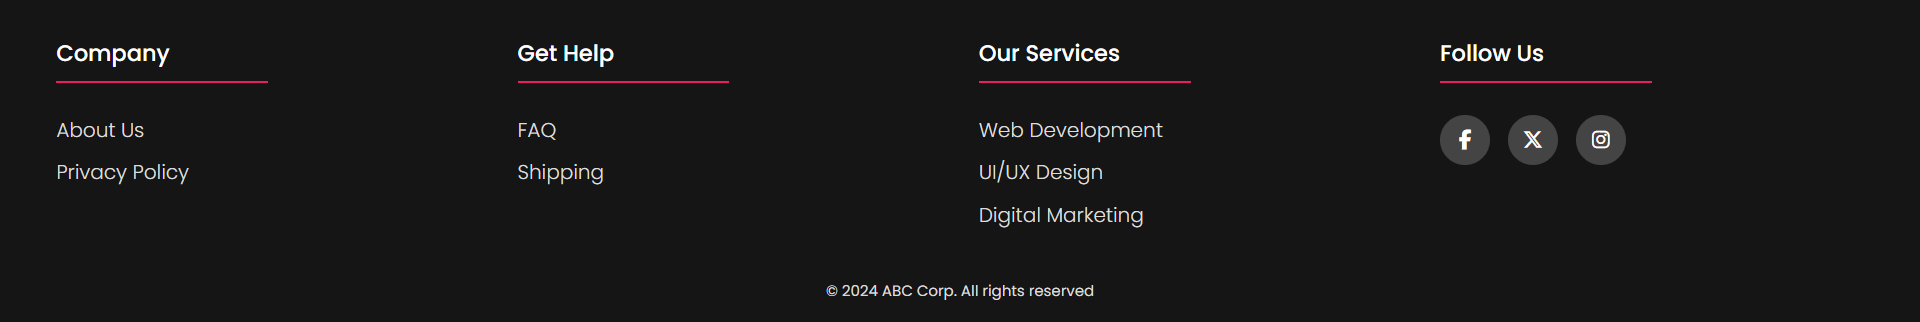 Company
About Us
Privacy Policy
Get Help
FAQ
Shipping
Our Services
Web Development
UI/UX Design
Digital Marketing
Follow Us
© 2024 ABC Corp. All rights reserved